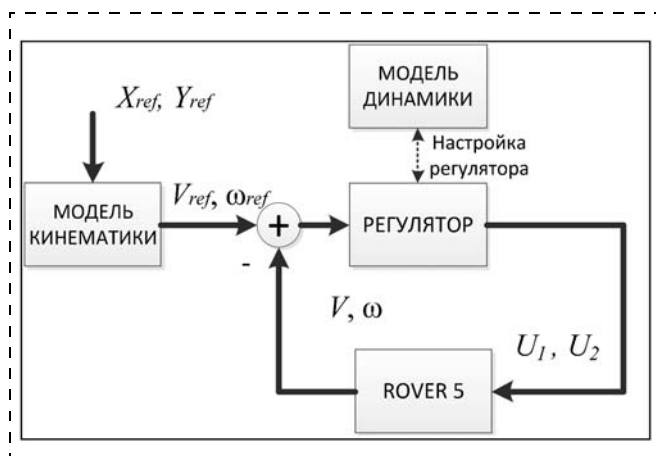 МОДЕЛЬ
ДИНАМИКИ
Xref, Yref
Настройка
регулятора
Vref, ωref
МОДЕЛЬ
КИНЕМАТИКИ
+
РЕГУЛЯТОР
-
V, ω
U1, U2
ROVER 5